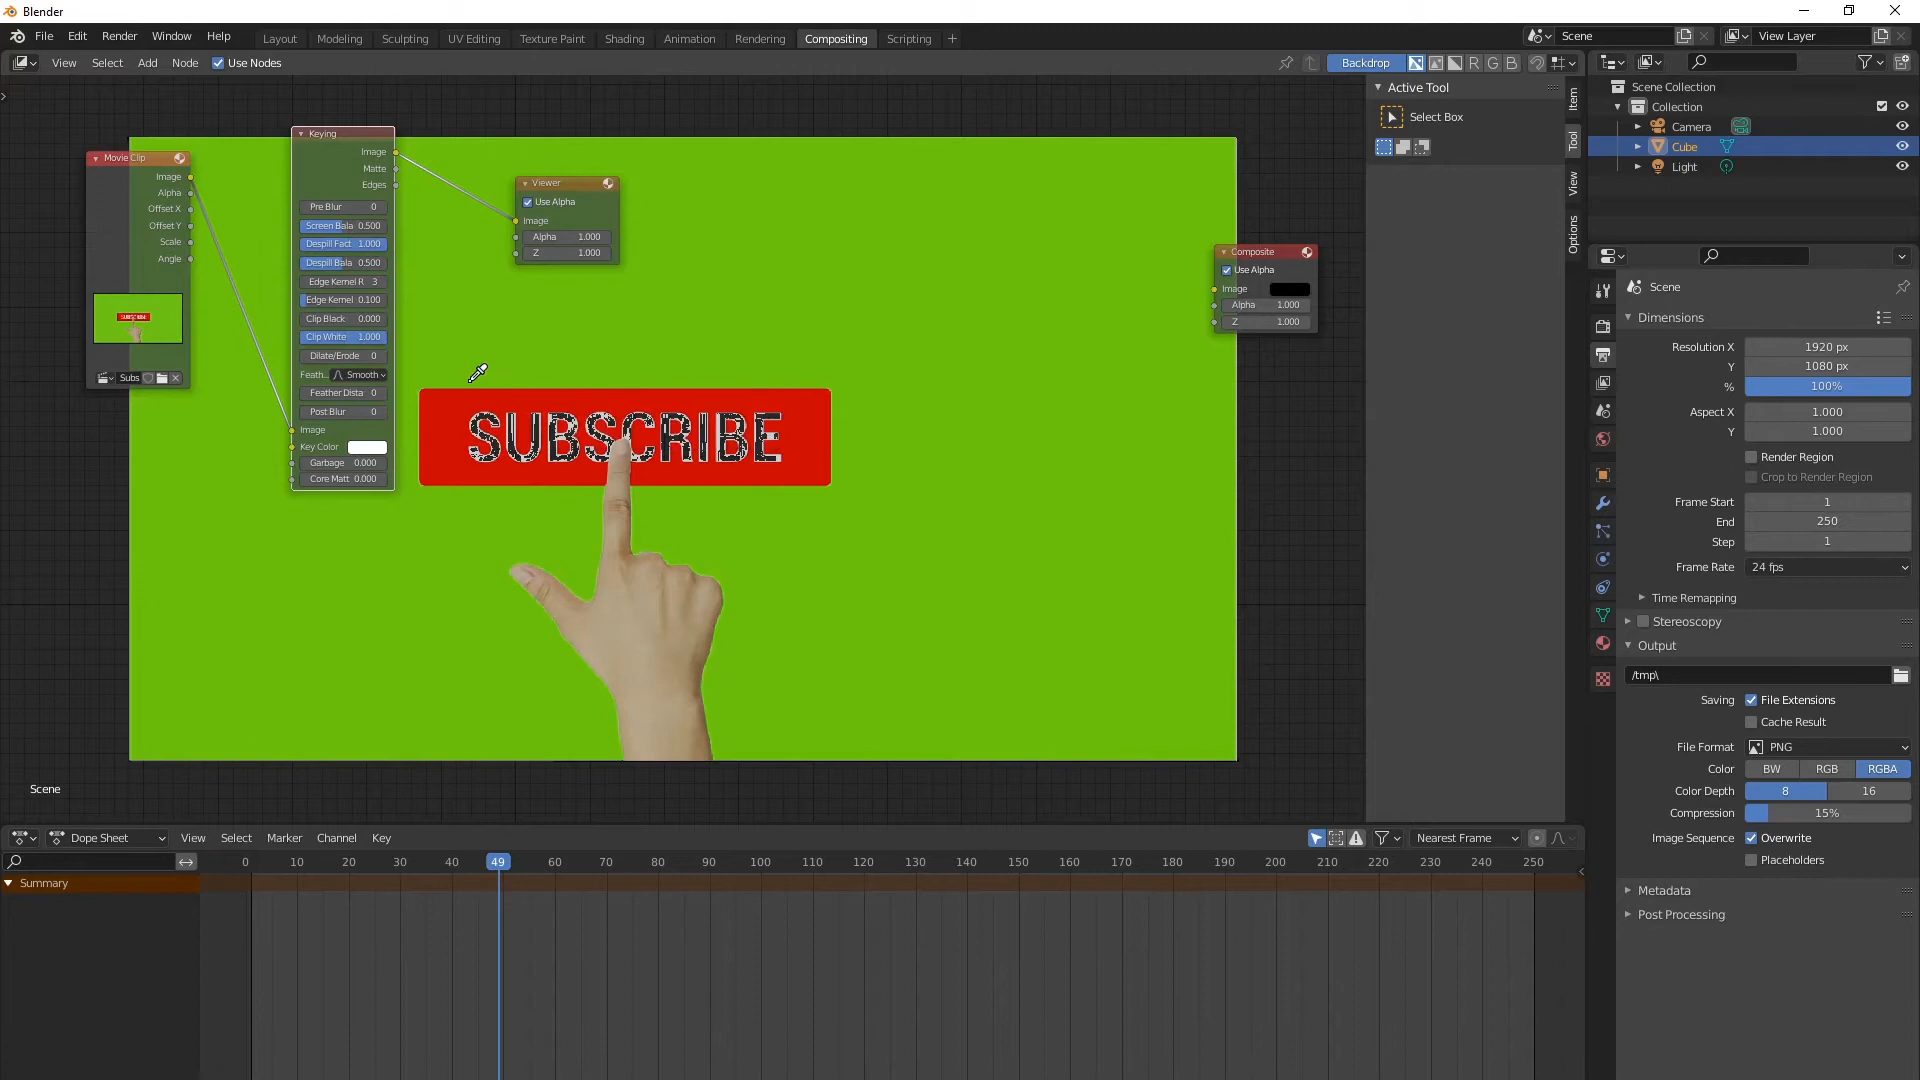 Blender
File Edit Render Window Help Layout Modeling Sculpting UV Editing Texture Paint Shading Animation Rendering Compositing Scripting + Scene View Layer
View Select Add Node Use Nodes Backdrop R G B
Active Tool
Select Box
Item
Tool
View
Options
Scene Collection
Collection
Camera
Cube
Light
Movie Clip
Image
Alpha
Offset X
Offset Y
Scale
Angle
SUBSCRIBE
Subs
Keying
Image
Matte
Edges
Pre Blur 0
Screen Bala 0.500
Despill Fact 1.000
Despill Bala 0.500
Edge Kernel R 3
Edge Kernel 0.100
Clip Black 0.000
Clip White 1.000
Dilate/Erode 0
Feath.. Smooth
Feather Dista 0
Post Blur 0
Image
Key Color
Garbage 0.000
Core Matt 0.000
Viewer
Use Alpha
Image
Alpha 1.000
Z 1.000
Composite
Use Alpha
Image
Alpha 1.000
Z 1.000
SUBSCRIBE
Scene
Scene
Dimensions
Resolution X 1920 px
Y 1080 px
% 100%
Aspect X 1.000
Y 1.000
Render Region
Crop to Render Region
Frame Start 1
End 250
Step 1
Frame Rate 24 fps
Time Remapping
Stereoscopy
Output
/tmp\
Saving File Extensions
Cache Result
File Format PNG
Color BW RGB RGBA
Color Depth 8 16
Compression 15%
Image Sequence Overwrite
Placeholders
Metadata
Post Processing
Dope Sheet View Select Marker Channel Key Nearest Frame
0 10 20 30 40 49 60 70 80 90 100 110 120 130 140 150 160 170 180 190 200 210 220 230 240 250
Summary